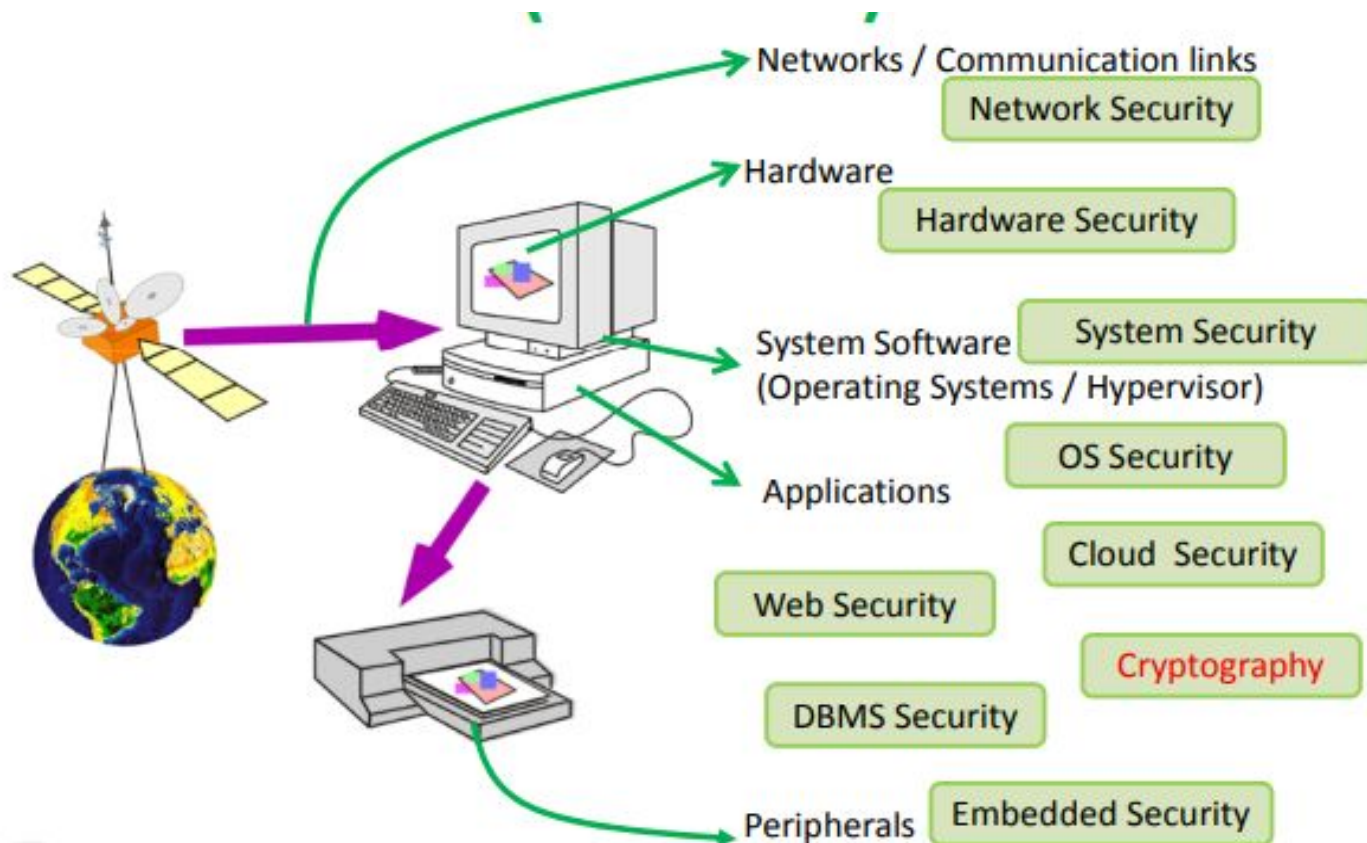 Networks / Communication links
Network Security
Hardware
Hardware Security
System Security
System Software
(Operating Systems / Hypervisor)
OS Security
Applications
Cloud Security
Web Security
Cryptography
DBMS Security
Embedded Security
Peripherals